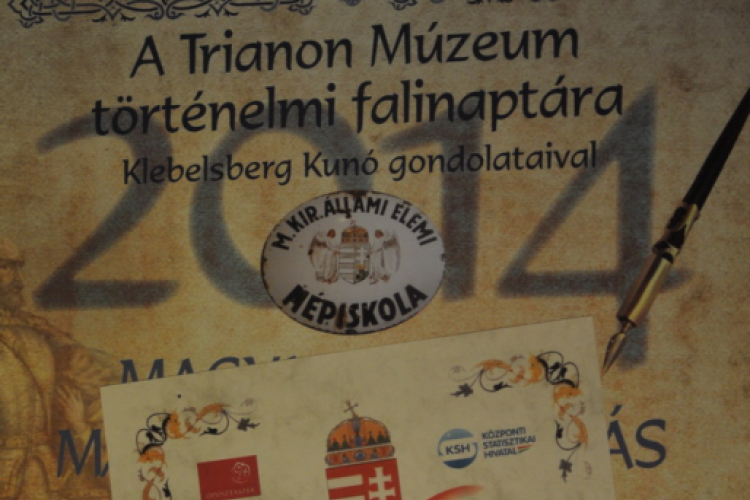 A Trianon Múzeum
történelmi falinaptára
Klebelsberg Kunó gondolataival
2014
M. KIR. ÁLLAMI ELEMI
NÉPISKOLA
KSH
KÖZPONTI
STATISZTIKAI
HIVATAL